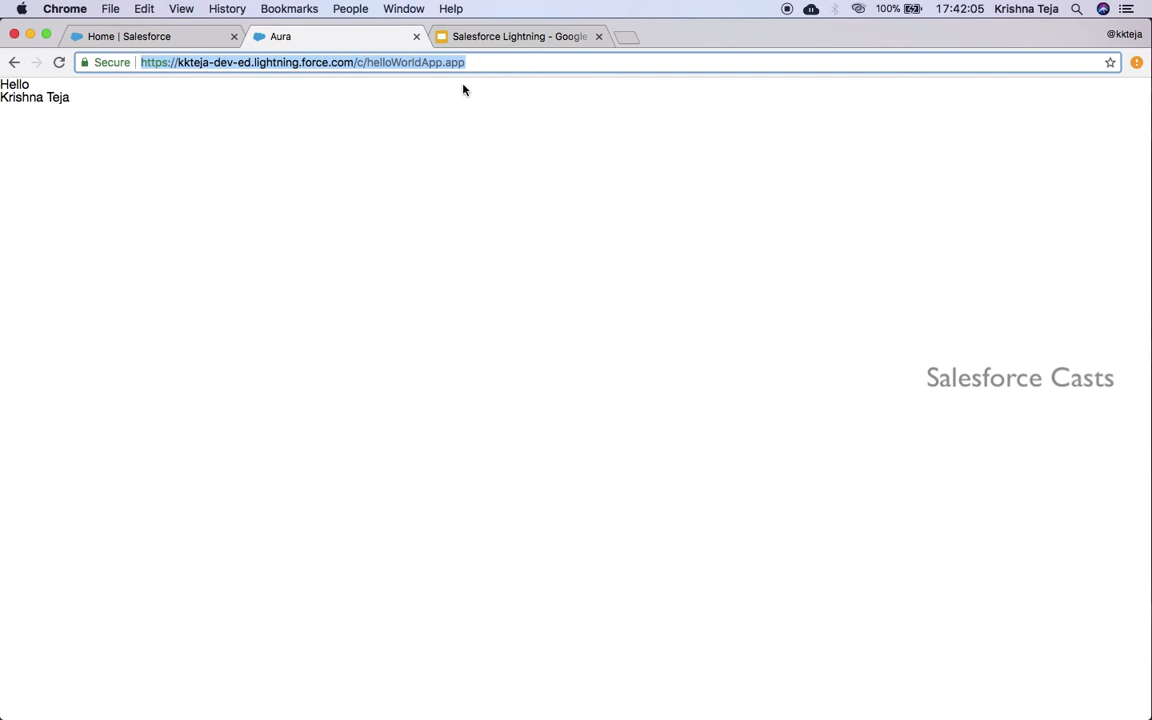 Chrome File Edit View History Bookmarks People Window Help 100% 17:42:05 Krishna Teja
Home | Salesforce Aura Salesforce Lightning - Google @kkteja
Secure https://kkteja-dev-ed.lightning.force.com/c/helloWorldApp.app
Hello
Krishna Teja
Salesforce Casts